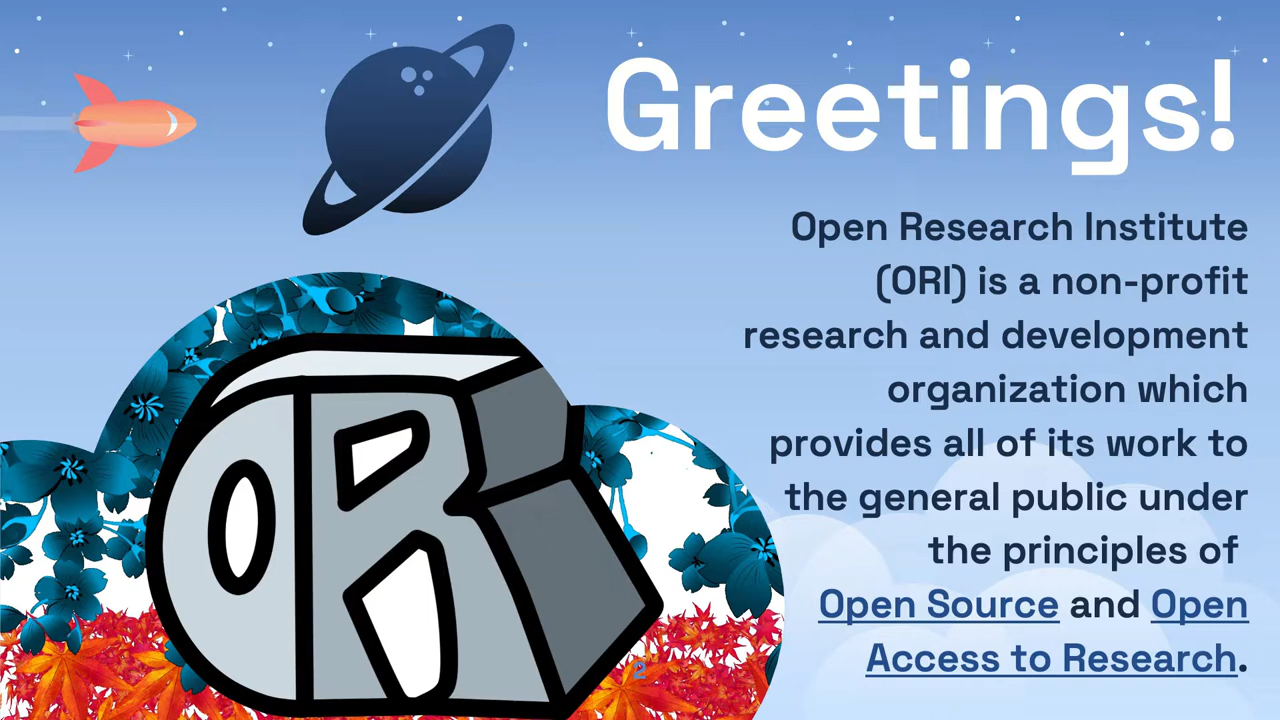 Greetings!
Open Research Institute
(ORI) is a non-profit
research and development
organization which
provides all of its work to
the general public under
the principles of
Open Source and Open
Access to Research.
ORI
2